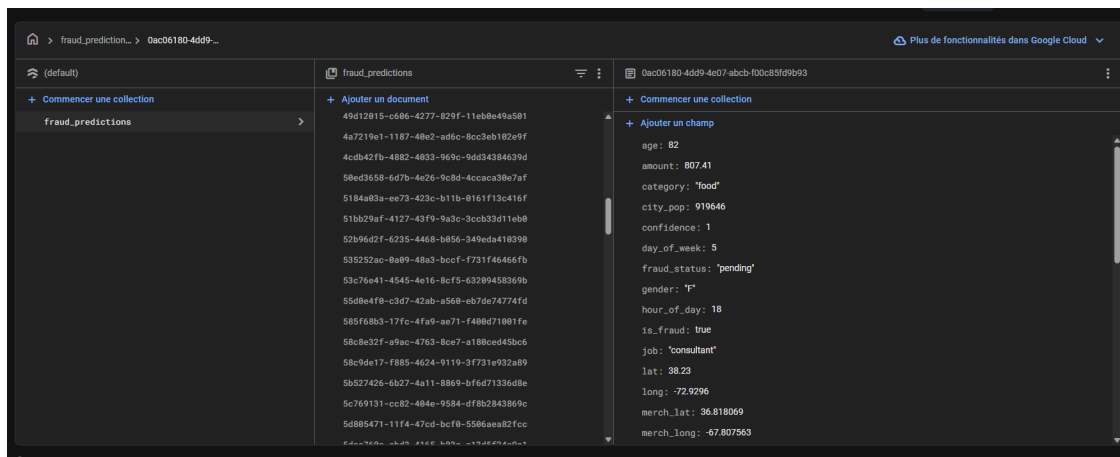 fraud_prediction... > 0ac06180-4dd9-...
Plus de fonctionnalités dans Google Cloud
(default)
fraud_predictions
0ac06180-4dd9-4e07-abcb-f00c85fd9b93
+ Commencer une collection
+ Ajouter un document
+ Commencer une collection
fraud_predictions
+ Ajouter un champ
49d12015-c606-4277-829f-11eb0e49a501
4a7219e1-1187-40e2-ad6c-8cc3eb102e9f
4cdb42fb-4882-4033-969c-9dd34384639d
50ed3658-6d7b-4e26-9c8d-4ccaca30e7af
5184a03a-ee73-423c-b11b-0161f13c416f
51bb29af-4127-43f9-9a3c-3ccb33d11eb0
52b96d2f-6235-4468-b056-349eda410390
535252ac-0a09-48a3-bccf-f731f46466fb
53c76e41-4545-4e16-8cf5-63209458369b
55d0e4f0-c3d7-42ab-a560-eb7de74774fd
585f68b3-17fc-4fa9-ae71-f400d71001fe
58c8e32f-a9ac-4763-8ce7-a180ced45bc6
58c9de17-f885-4624-9119-3f731e932a89
5b527426-6b27-4a11-8869-bf6d71336d8e
5c769131-cc82-404e-9584-df8b2843869c
5d805471-11f4-47cd-bcf0-5506aea82fcc
age: 82
amount: 807.41
category: "food"
city_pop: 919646
confidence: 1
day_of_week: 5
fraud_status: "pending"
gender: "F"
hour_of_day: 18
is_fraud: true
job: "consultant"
lat: 38.23
long: -72.9296
merch_lat: 36.818069
merch_long: -67.807563